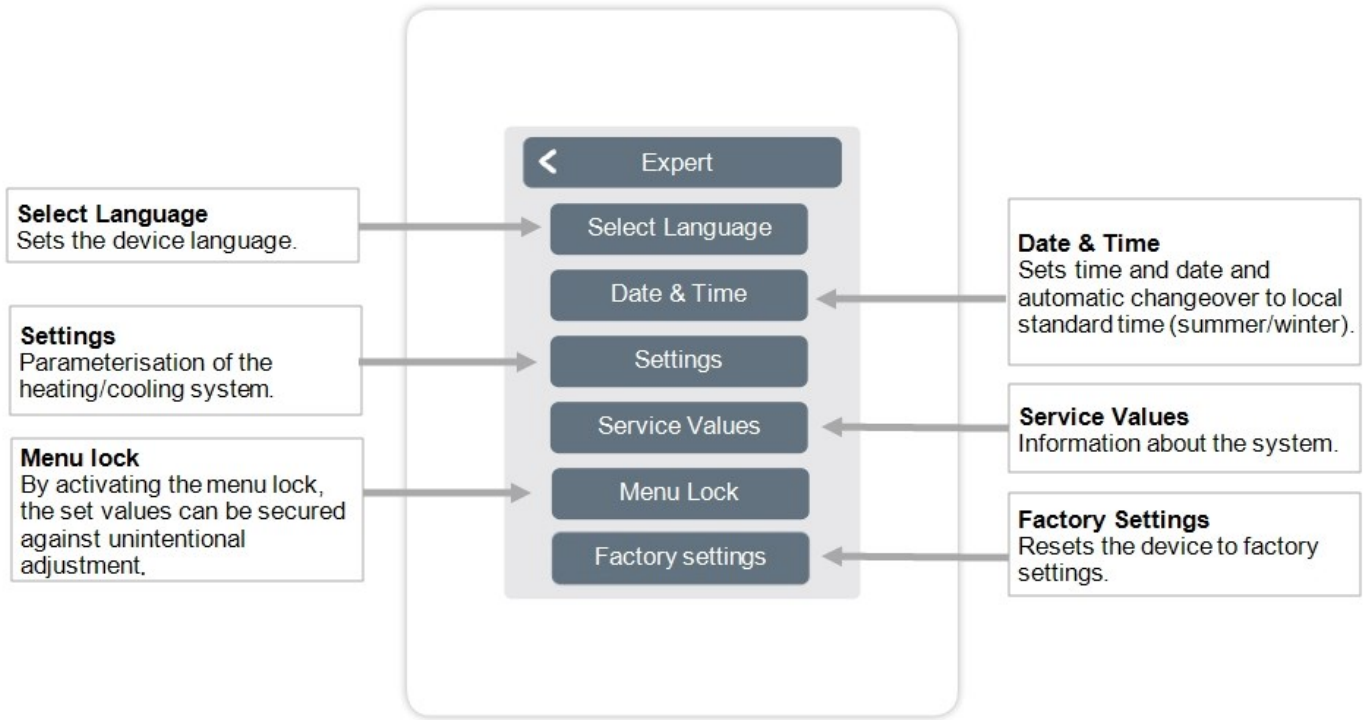 Expert
Select Language
Date & Time
Settings
Service Values
Menu Lock
Factory settings
Select Language
Sets the device language.
Settings
Parameterisation of the
heating/cooling system.
Menu lock
By activating the menu lock,
the set values can be secured
against unintentional
adjustment.
Date & Time
Sets time and date and
automatic changeover to local
standard time (summer/winter).
Service Values
Information about the system.
Factory Settings
Resets the device to factory
settings.